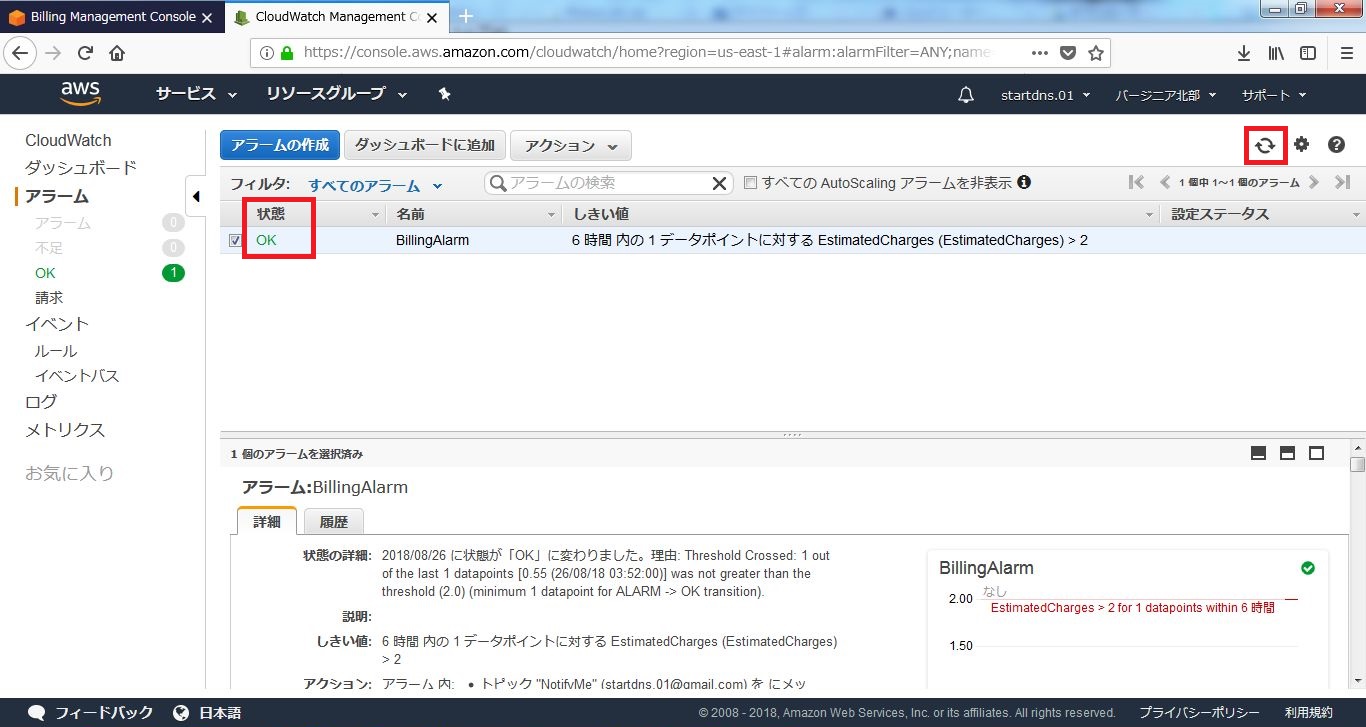 Billing Management Console
CloudWatch Management C
https://console.aws.amazon.com/cloudwatch/home?region=us-east-1#alarm:alarmFilter=ANY;name
aws
サービス
リソースグループ
startdns.01
バージニア北部
サポート
CloudWatch
ダッシュボード
アラーム
アラーム 0
不足 0
OK 1
請求
イベント
ルール
イベントバス
ログ
メトリクス
お気に入り
アラームの作成
ダッシュボードに追加
アクション
フィルタ: すべてのアラーム
アラームの検索
すべての AutoScaling アラームを非表示
1 個中 1～1 個のアラーム
状態 名前 しきい値 設定ステータス
OK BillingAlarm 6 時間 内の 1 データポイントに対する EstimatedCharges (EstimatedCharges) > 2
1 個のアラームを選択済み
アラーム:BillingAlarm
詳細 履歴
状態の詳細: 2018/08/26 に状態が「OK」に変わりました。理由: Threshold Crossed: 1 out
of the last 1 datapoints [0.55 (26/08/18 03:52:00)] was not greater than the
threshold (2.0) (minimum 1 datapoint for ALARM -> OK transition).
説明:
しきい値: 6 時間 内の 1 データポイントに対する EstimatedCharges (EstimatedCharges)
> 2
アクション: アラーム 内: • トピック "NotifyMe" (startdns.01@gmail.com) を にメッ
BillingAlarm
なし
2.00
EstimatedCharges > 2 for 1 datapoints within 6 時間
1.50
フィードバック
日本語
© 2008 - 2018, Amazon Web Services, Inc. or its affiliates. All rights reserved.
プライバシーポリシー
利用規約